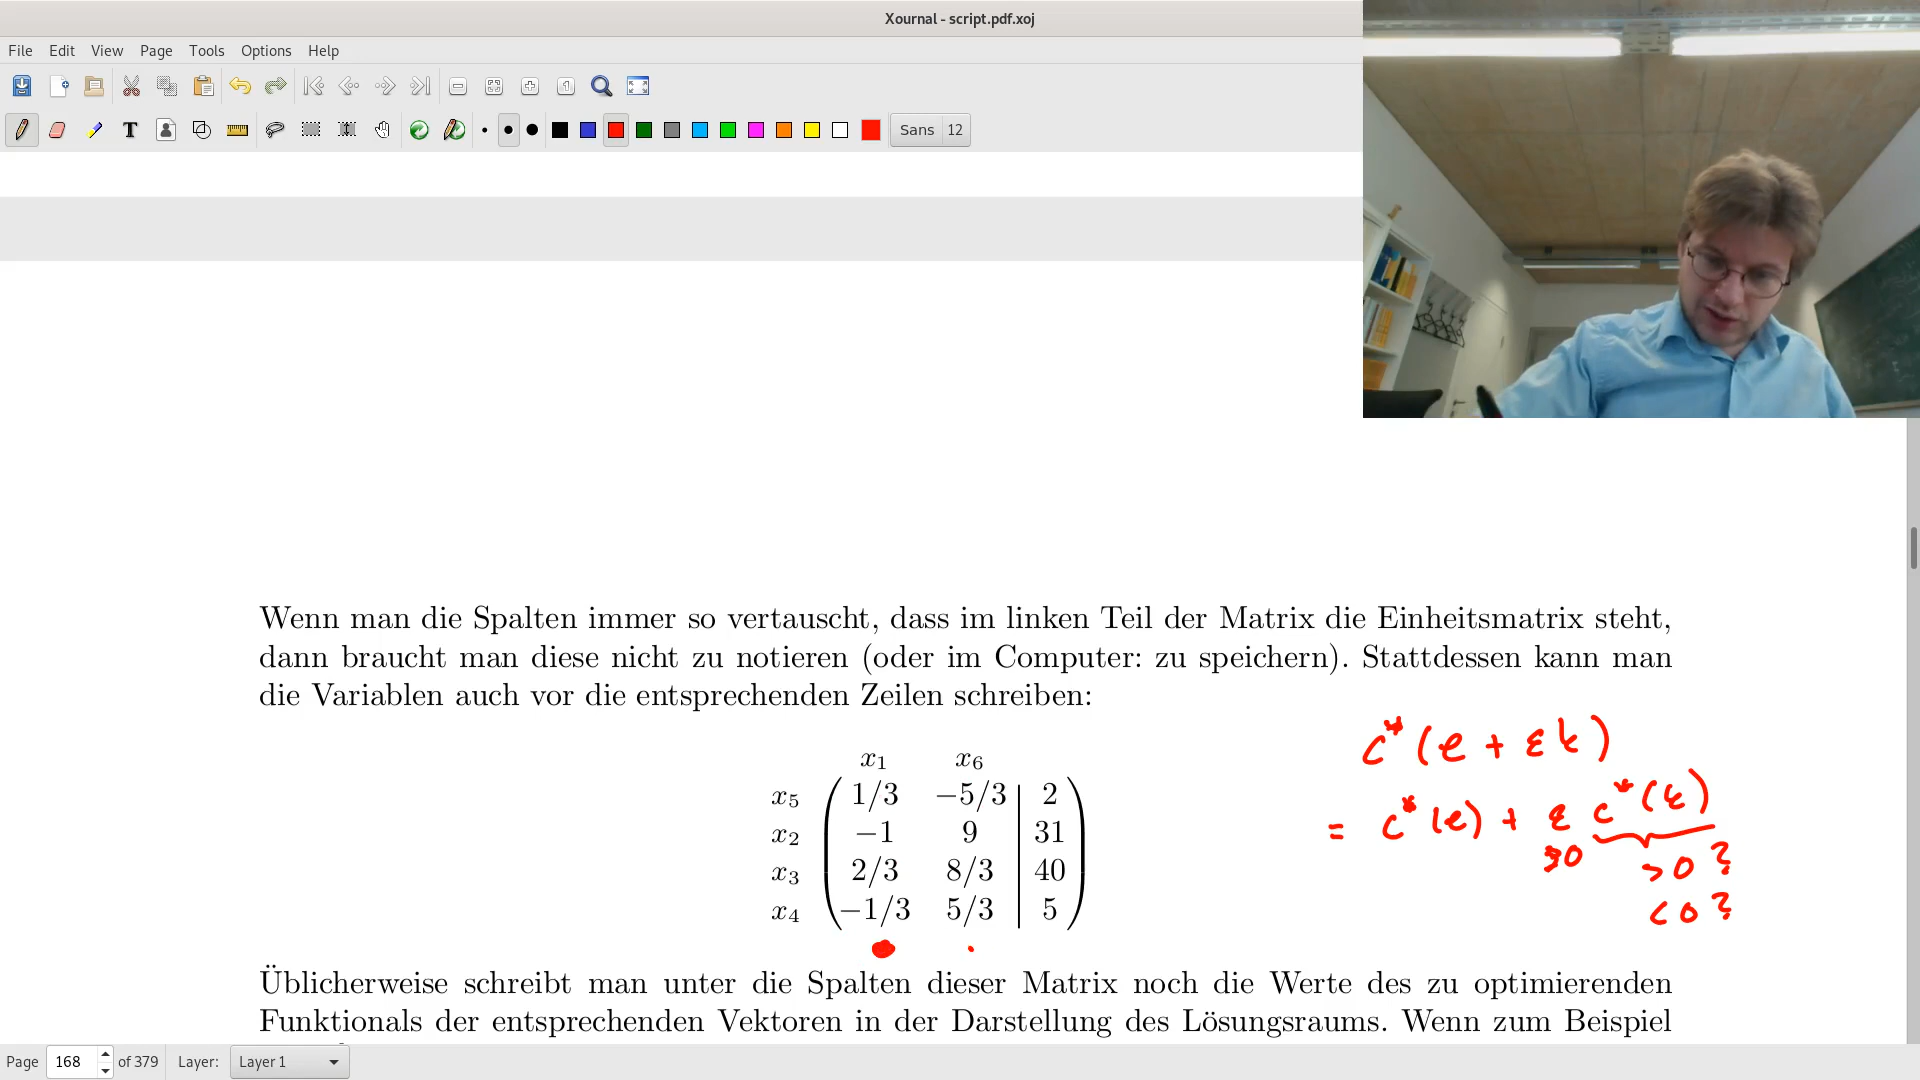 Xournal - script.pdf.xoj
File Edit View Page Tools Options Help
Sans 12
Wenn man die Spalten immer so vertauscht, dass im linken Teil der Matrix die Einheitsmatrix steht,
dann braucht man diese nicht zu notieren (oder im Computer: zu speichern). Stattdessen kann man
die Variablen auch vor die entsprechenden Zeilen schreiben:
x₁ x₆
x₅ 1/3 −5/3 2
x₂ −1 9 31
x₃ 2/3 8/3 40
x₄ −1/3 5/3 5
c*(e + εk)
= c*(e) + ε c*(k)
>0 ?
<0 ?
Üblicherweise schreibt man unter die Spalten dieser Matrix noch die Werte des zu optimierenden
Funktionals der entsprechenden Vektoren in der Darstellung des Lösungsraums. Wenn zum Beispiel
Page 168 of 379 Layer: Layer 1